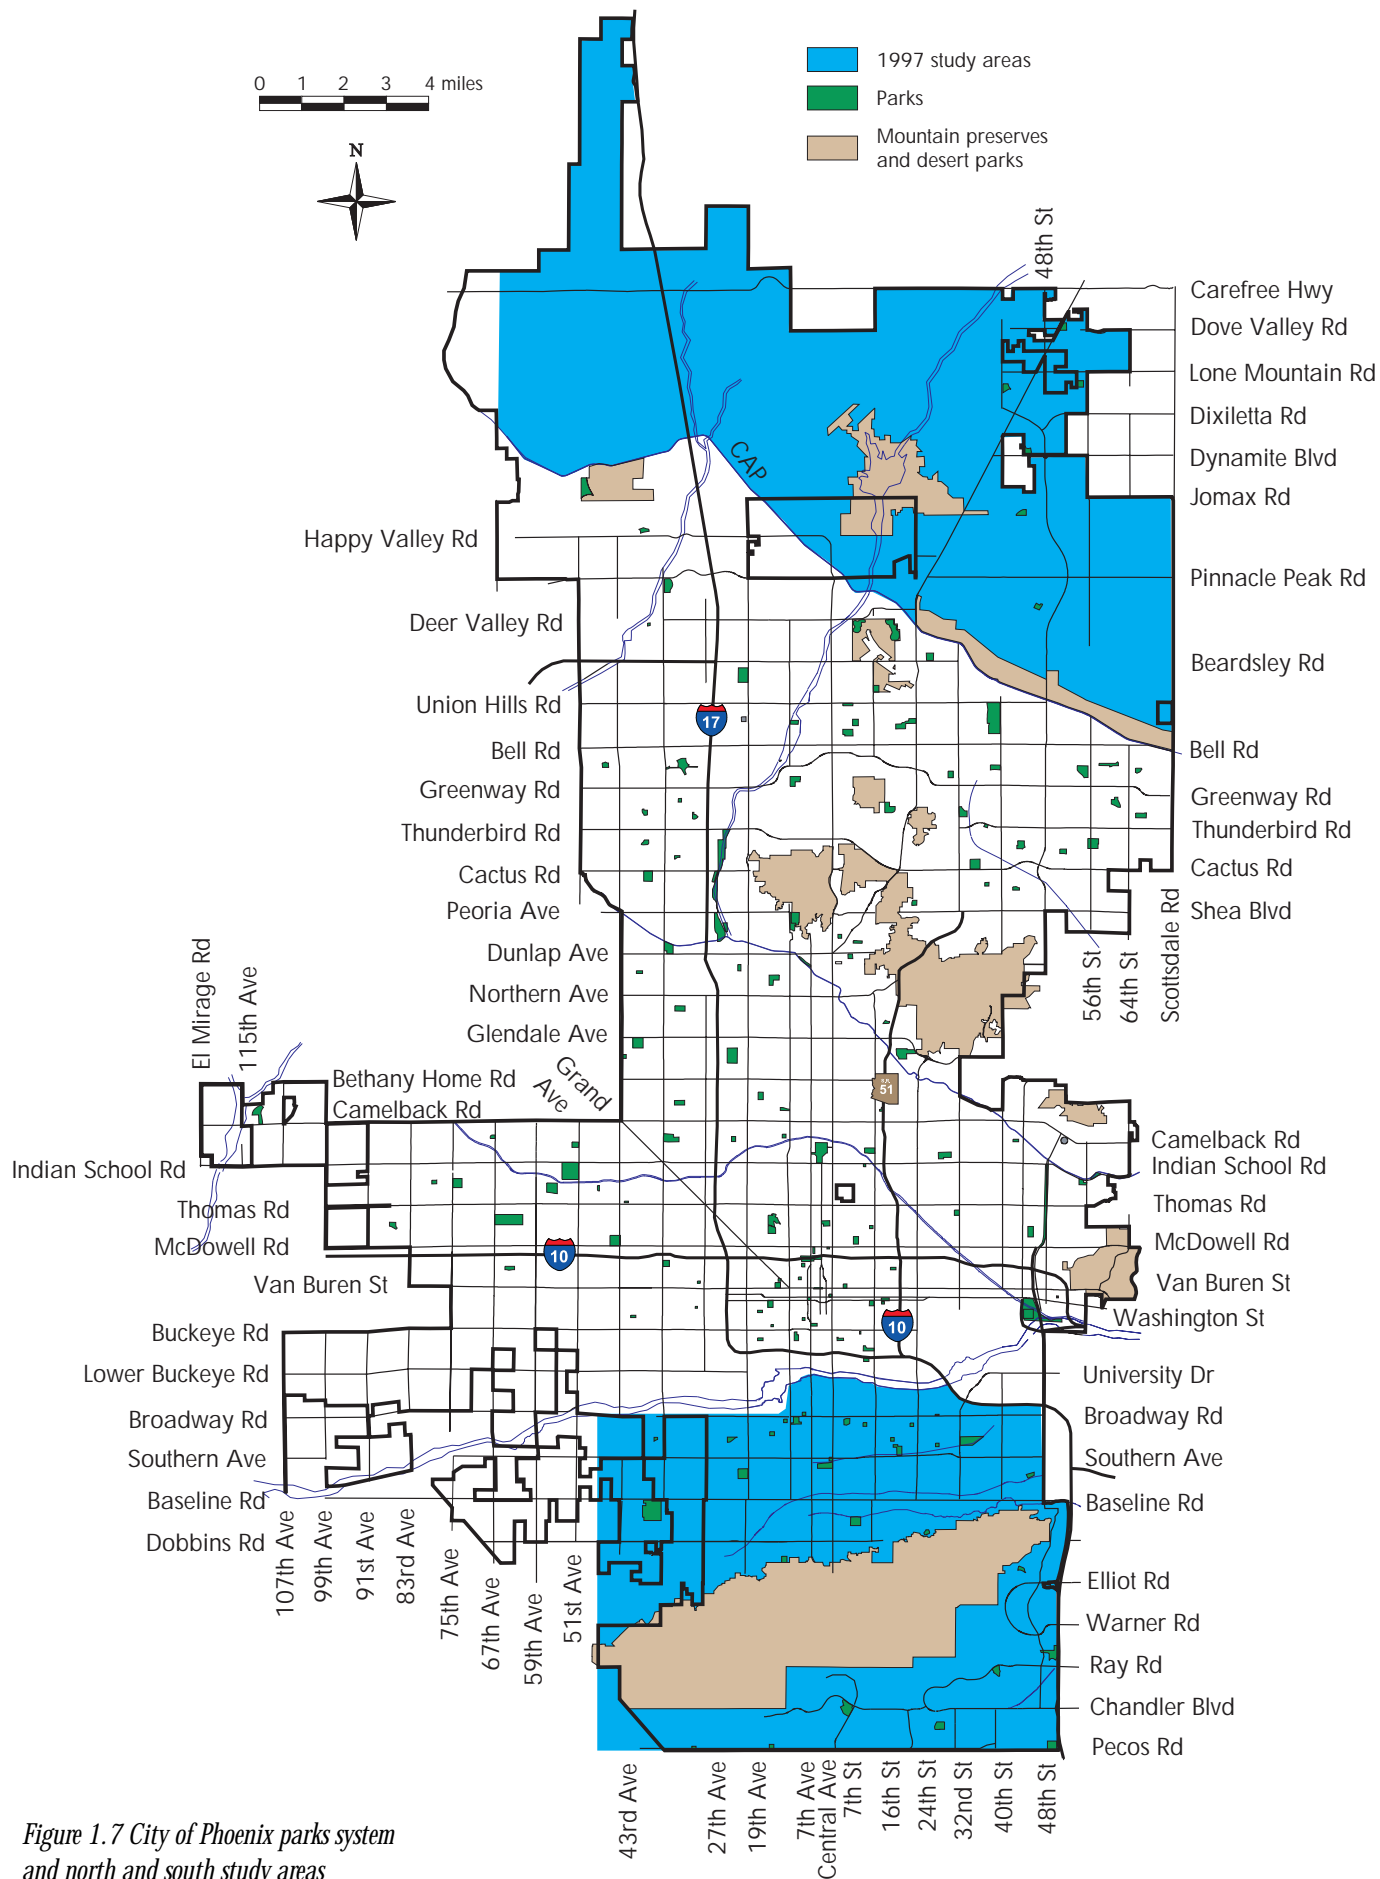 0 1 2 3 4 miles
N
1997 study areas
Parks
Mountain preserves
and desert parks
48th St
Carefree Hwy
Dove Valley Rd
Lone Mountain Rd
Dixiletta Rd
Dynamite Blvd
Jomax Rd
Pinnacle Peak Rd
Beardsley Rd
Bell Rd
Greenway Rd
Thunderbird Rd
Cactus Rd
Shea Blvd
56th St
64th St
Scottsdale Rd
CAP
Happy Valley Rd
Deer Valley Rd
Union Hills Rd
17
Bell Rd
Greenway Rd
Thunderbird Rd
Cactus Rd
Peoria Ave
Dunlap Ave
Northern Ave
Glendale Ave
Grand
Ave
El Mirage Rd
115th Ave
Bethany Home Rd
Camelback Rd
Indian School Rd
Thomas Rd
McDowell Rd
Van Buren St
Buckeye Rd
Lower Buckeye Rd
Broadway Rd
Southern Ave
Baseline Rd
Dobbins Rd
51
10
10
Camelback Rd
Indian School Rd
Thomas Rd
McDowell Rd
Van Buren St
Washington St
University Dr
Broadway Rd
Southern Ave
Baseline Rd
Elliot Rd
Warner Rd
Ray Rd
Chandler Blvd
Pecos Rd
107th Ave
99th Ave
91st Ave
83rd Ave
75th Ave
67th Ave
59th Ave
51st Ave
43rd Ave
27th Ave
19th Ave
7th Ave
Central Ave
7th St
16th St
24th St
32nd St
40th St
48th St
Figure 1.7 City of Phoenix parks system
and north and south study areas